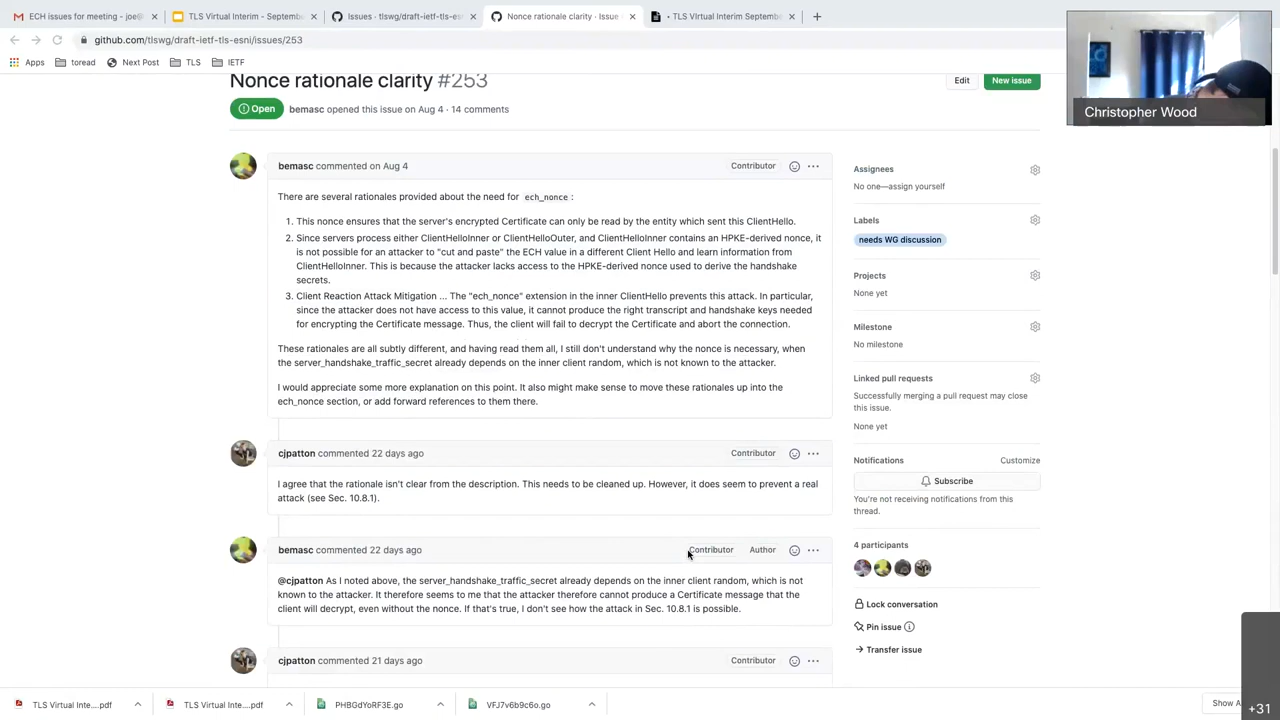 ECH issues for meeting - joe@
TLS Virtual Interim - Septemb
Issues · tlswg/draft-ietf-tls-es
Nonce rationale clarity · Issue
• TLS Virtual Interim Septemb
github.com/tlswg/draft-ietf-tls-esni/issues/253
Apps
toread
Next Post
TLS
IETF
Christopher Wood
Nonce rationale clarity #253
Edit
New issue
Open
bemasc opened this issue on Aug 4 · 14 comments
bemasc commented on Aug 4
Contributor
There are several rationales provided about the need for ech_nonce :
1. This nonce ensures that the server's encrypted Certificate can only be read by the entity which sent this ClientHello.
2. Since servers process either ClientHelloInner or ClientHelloOuter, and ClientHelloInner contains an HPKE-derived nonce, it
is not possible for an attacker to "cut and paste" the ECH value in a different Client Hello and learn information from
ClientHelloInner. This is because the attacker lacks access to the HPKE-derived nonce used to derive the handshake
secrets.
3. Client Reaction Attack Mitigation ... The "ech_nonce" extension in the inner ClientHello prevents this attack. In particular,
since the attacker does not have access to this value, it cannot produce the right transcript and handshake keys needed
for encrypting the Certificate message. Thus, the client will fail to decrypt the Certificate and abort the connection.
These rationales are all subtly different, and having read them all, I still don't understand why the nonce is necessary, when
the server_handshake_traffic_secret already depends on the inner client random, which is not known to the attacker.
I would appreciate some more explanation on this point. It also might make sense to move these rationales up into the
ech_nonce section, or add forward references to them there.
cjpatton commented 22 days ago
Contributor
I agree that the rationale isn't clear from the description. This needs to be cleaned up. However, it does seem to prevent a real
attack (see Sec. 10.8.1).
bemasc commented 22 days ago
Contributor
Author
@cjpatton As I noted above, the server_handshake_traffic_secret already depends on the inner client random, which is not
known to the attacker. It therefore seems to me that the attacker therefore cannot produce a Certificate message that the
client will decrypt, even without the nonce. If that's true, I don't see how the attack in Sec. 10.8.1 is possible.
cjpatton commented 21 days ago
Contributor
Assignees
No one—assign yourself
Labels
needs WG discussion
Projects
None yet
Milestone
No milestone
Linked pull requests
Successfully merging a pull request may close
this issue.
None yet
Notifications
Customize
Subscribe
You're not receiving notifications from this
thread.
4 participants
Lock conversation
Pin issue
Transfer issue
TLS Virtual Inte....pdf
TLS Virtual Inte....pdf
PHBGdYoRF3E.go
VFJ7v6b9c6o.go
Show A
+31